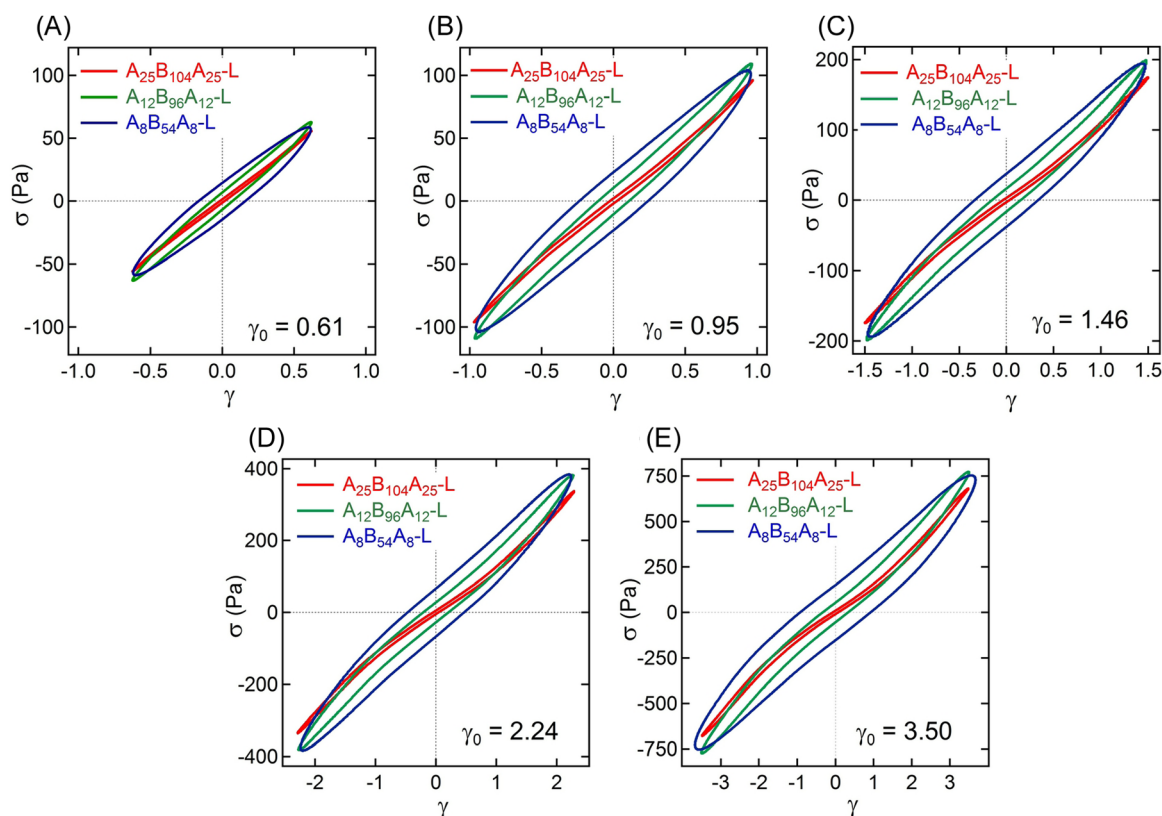 (A)
A₂₅B₁₀₄A₂₅-L
A₁₂B₉₆A₁₂-L
A₈B₅₄A₈-L
σ (Pa)
100
50
0
-50
-100
γ₀ = 0.61
-1.0 -0.5 0.0 0.5 1.0
γ
(B)
A₂₅B₁₀₄A₂₅-L
A₁₂B₉₆A₁₂-L
A₈B₅₄A₈-L
σ (Pa)
100
50
0
-50
-100
γ₀ = 0.95
-1.0 -0.5 0.0 0.5 1.0
γ
(C)
A₂₅B₁₀₄A₂₅-L
A₁₂B₉₆A₁₂-L
A₈B₅₄A₈-L
σ (Pa)
200
100
0
-100
-200
γ₀ = 1.46
-1.5 -1.0 -0.5 0.0 0.5 1.0 1.5
γ
(D)
A₂₅B₁₀₄A₂₅-L
A₁₂B₉₆A₁₂-L
A₈B₅₄A₈-L
σ (Pa)
400
200
0
-200
-400
γ₀ = 2.24
-2 -1 0 1 2
γ
(E)
A₂₅B₁₀₄A₂₅-L
A₁₂B₉₆A₁₂-L
A₈B₅₄A₈-L
σ (Pa)
750
500
250
0
-250
-500
-750
γ₀ = 3.50
-3 -2 -1 0 1 2 3
γ